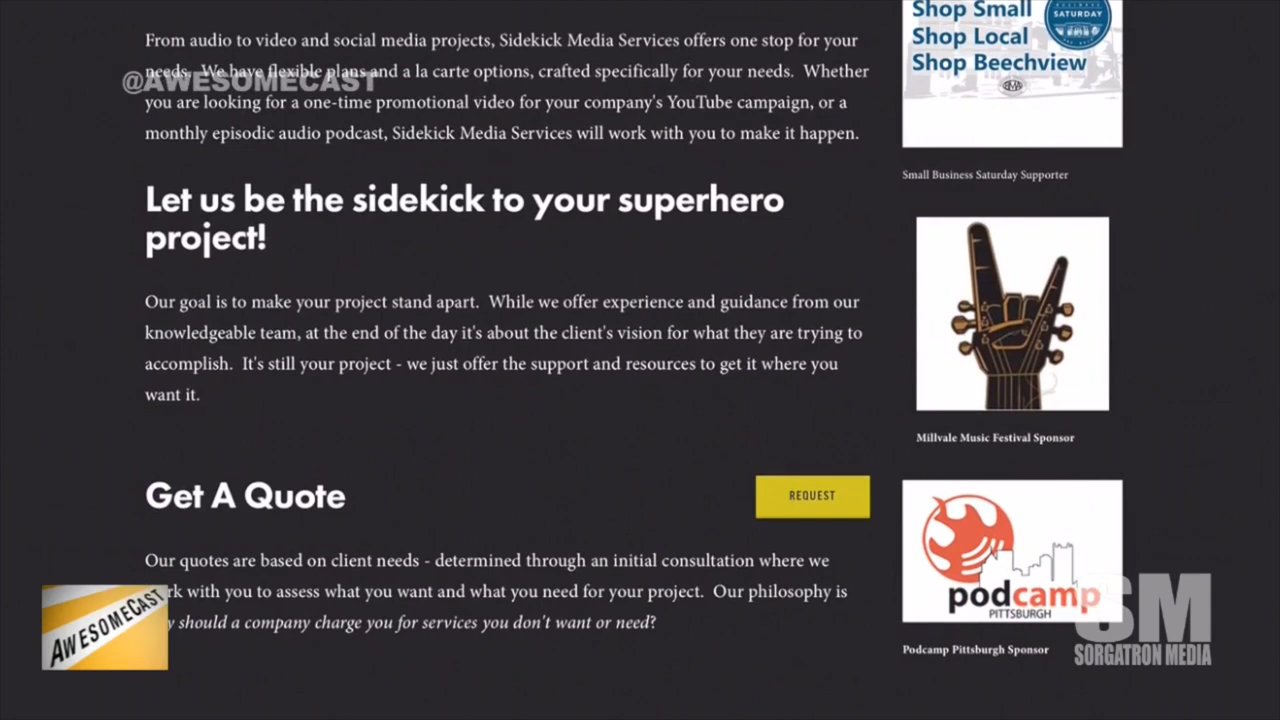 From audio to video and social media projects, Sidekick Media Services offers one stop for your
needs. We have flexible plans and a la carte options, crafted specifically for your needs. Whether
@AWESOMECAST
you are looking for a one-time promotional video for your company's YouTube campaign, or a
monthly episodic audio podcast, Sidekick Media Services will work with you to make it happen.
Let us be the sidekick to your superhero
project!
Our goal is to make your project stand apart. While we offer experience and guidance from our
knowledgeable team, at the end of the day it's about the client's vision for what they are trying to
accomplish. It's still your project - we just offer the support and resources to get it where you
want it.
Get A Quote
REQUEST
Our quotes are based on client needs - determined through an initial consultation where we
with you to assess what you want and what you need for your project. Our philosophy is
should a company charge you for services you don't want or need?
AWESOMECAST
Shop Small
Shop Local
Shop Beechview
SATURDAY
Small Business Saturday Supporter
Millvale Music Festival Sponsor
podcamp
PITTSBURGH
Podcamp Pittsburgh Sponsor
SM
SORGATRON MEDIA